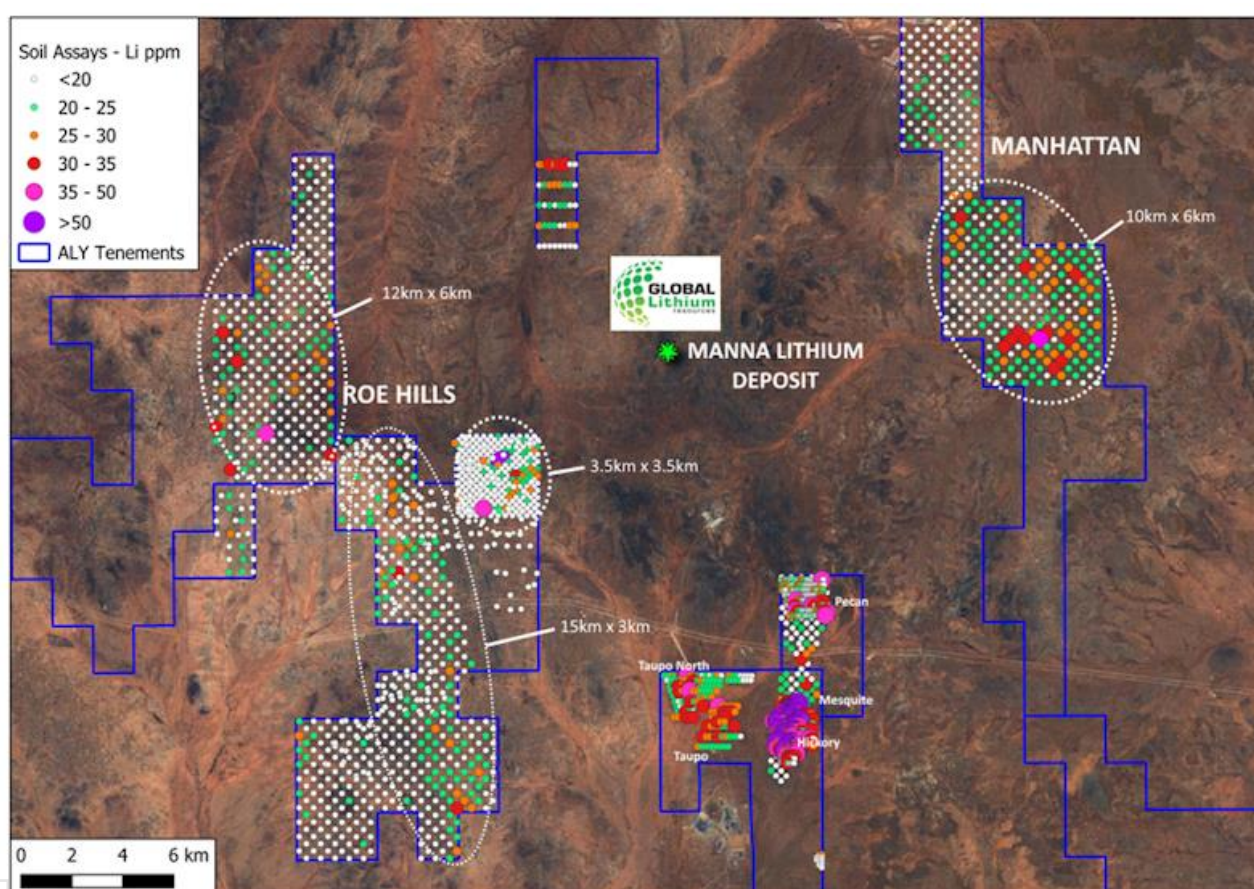 Soil Assays - Li ppm
<20
20 - 25
25 - 30
30 - 35
35 - 50
>50
ALY Tenements
MANHATTAN
10km x 6km
12km x 6km
GLOBAL
Lithium
resources
MANNA LITHIUM
DEPOSIT
ROE HILLS
3.5km x 3.5km
Pecan
15km x 3km
Taupo North
Mesquite
Hickory
Taupo
0 2 4 6 km